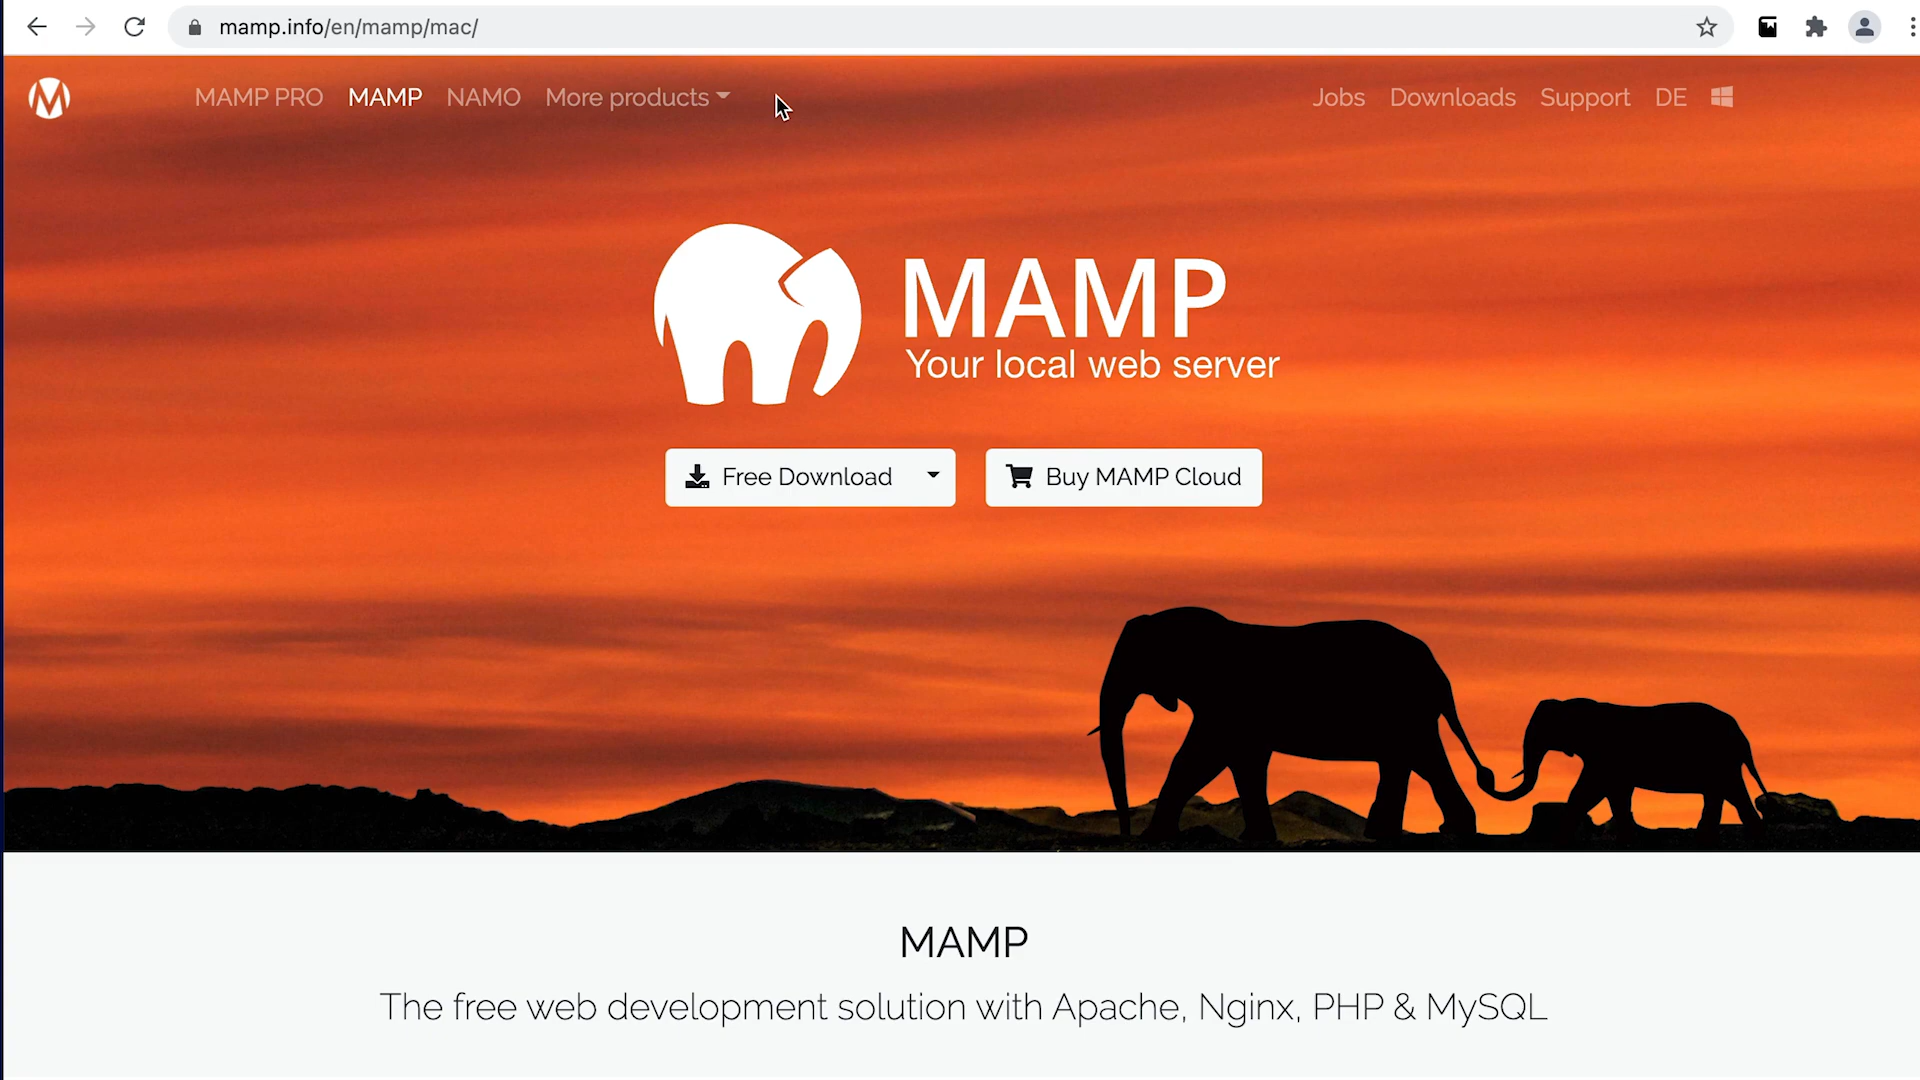 mamp.info/en/mamp/mac/
MAMP PRO MAMP NAMO More products Jobs Downloads Support DE
MAMP
Your local web server
Free Download Buy MAMP Cloud
MAMP
The free web development solution with Apache, Nginx, PHP & MySQL